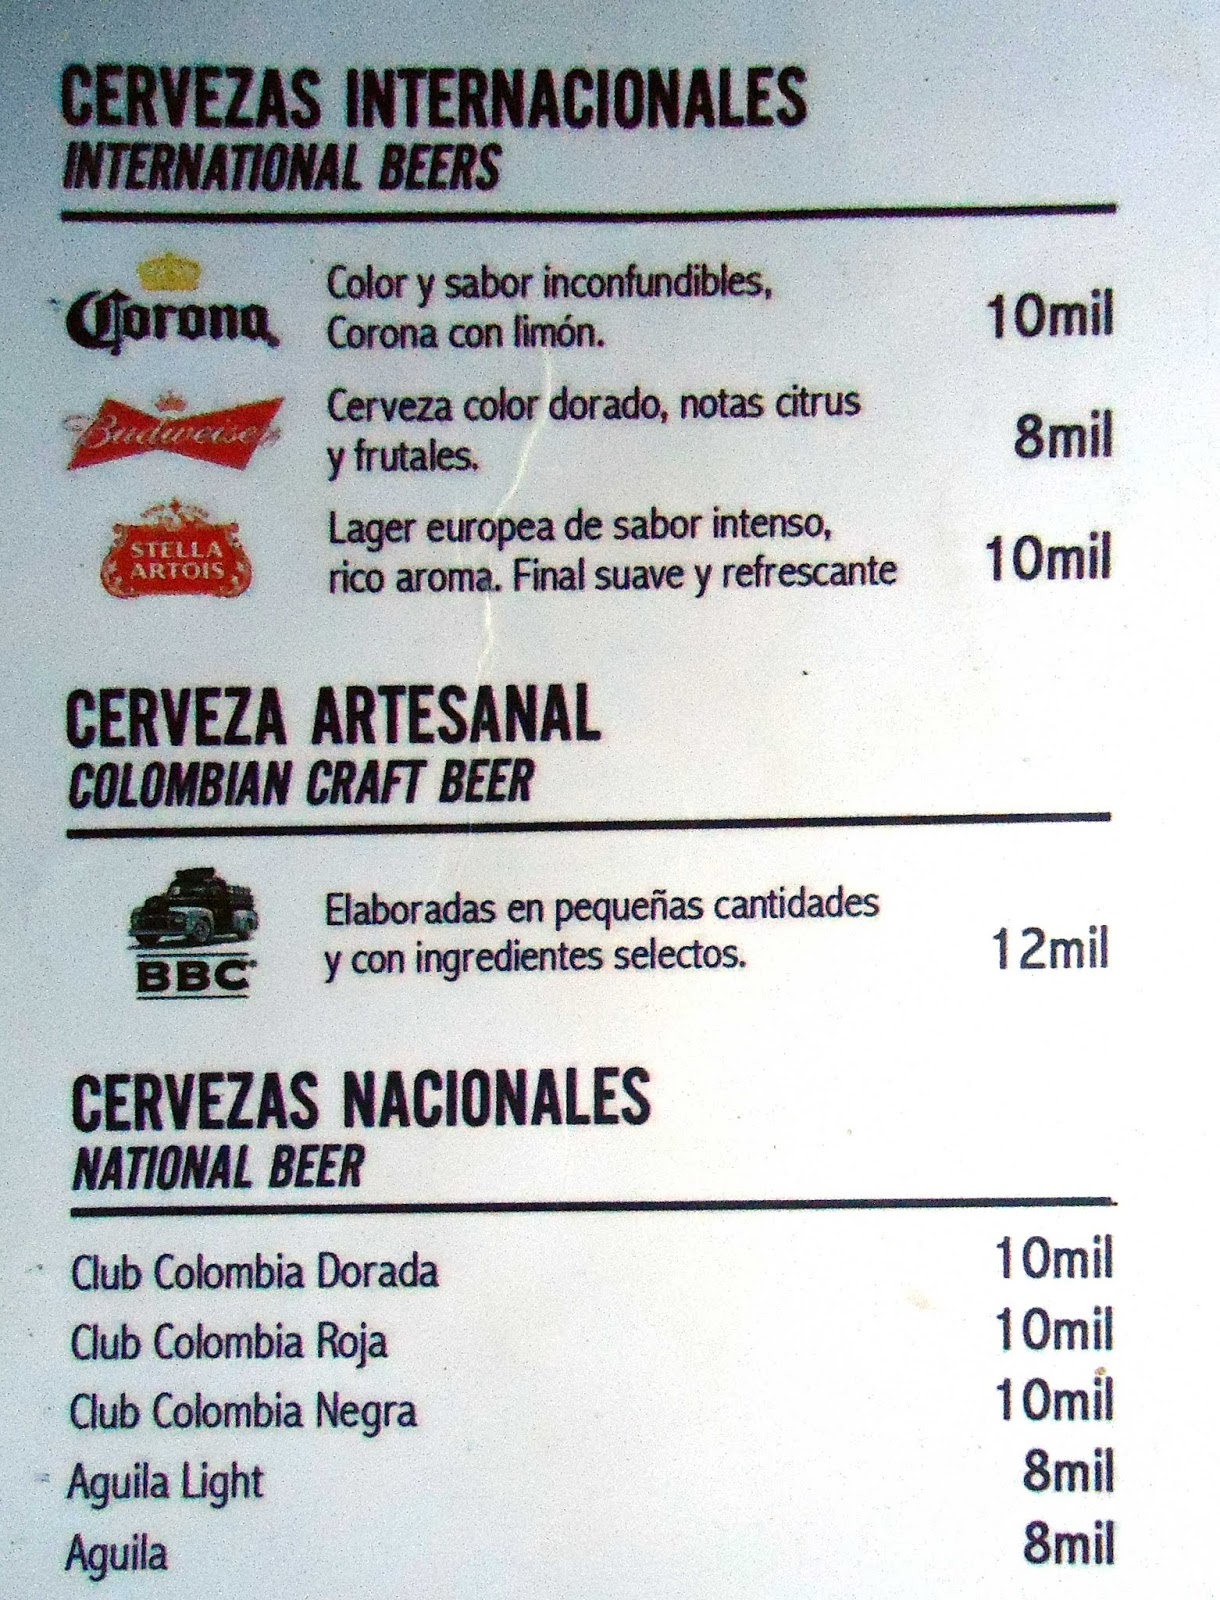 CERVEZAS INTERNACIONALES
INTERNATIONAL BEERS
Corona
Color y sabor inconfundibles,
Corona con limón.
10mil
Budweiser
Cerveza color dorado, notas citrus
y frutales.
8mil
STELLA
ARTOIS
Lager europea de sabor intenso,
rico aroma. Final suave y refrescante
10mil
CERVEZA ARTESANAL
COLOMBIAN CRAFT BEER
BBC
Elaboradas en pequeñas cantidades
y con ingredientes selectos.
12mil
CERVEZAS NACIONALES
NATIONAL BEER
Club Colombia Dorada 10mil
Club Colombia Roja 10mil
Club Colombia Negra 10mil
Aguila Light 8mil
Aguila 8mil